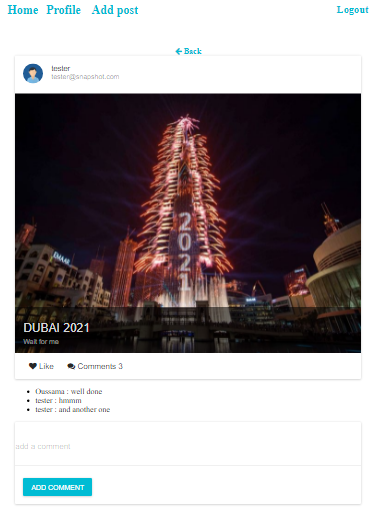 Home Profile Add post Logout
Back
tester
tester@snapshot.com
EMAAR
2021
DUBAI 2021
Wait for me
Like Comments 3
Oussama : well done
tester : hmmm
tester : and another one
add a comment
ADD COMMENT